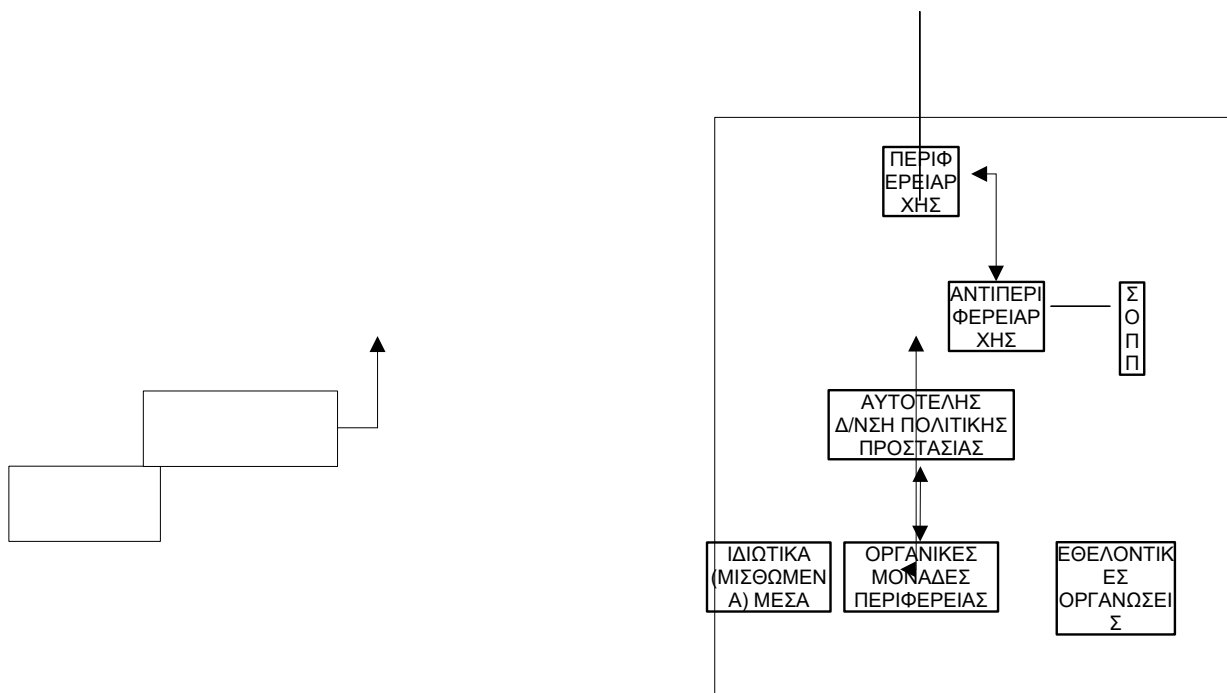 ΠΕΡΙΦ
ΕΡΕΙΑΡ
ΧΗΣ
ΑΝΤΙΠΕΡΙ
ΦΕΡΕΙΑΡ
ΧΗΣ
Σ
Ο
Π
Π
ΑΥΤΟΤΕΛΗΣ
Δ/ΝΣΗ ΠΟΛΙΤΙΚΗΣ
ΠΡΟΣΤΑΣΙΑΣ
ΙΔΙΩΤΙΚΑ
(ΜΙΣΘΩΜΕΝ
Α) ΜΕΣΑ
ΟΡΓΑΝΙΚΕΣ
ΜΟΝΑΔΕΣ
ΠΕΡΙΦΕΡΕΙΑΣ
ΕΘΕΛΟΝΤΙΚ
ΕΣ
ΟΡΓΑΝΩΣΕΙ
Σ